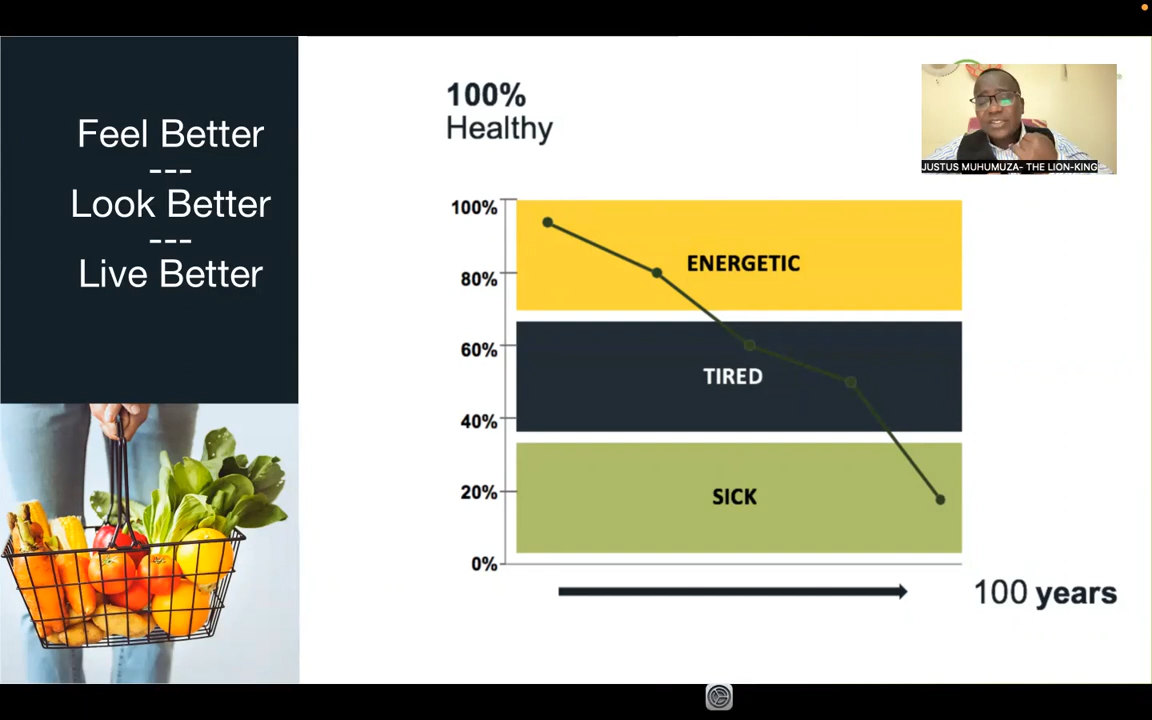 Feel Better
---
Look Better
---
Live Better
100%
Healthy
JUSTUS MUHUMUZA- THE LION-KING
100%
80%
60%
40%
20%
0%
ENERGETIC
TIRED
SICK
100 years